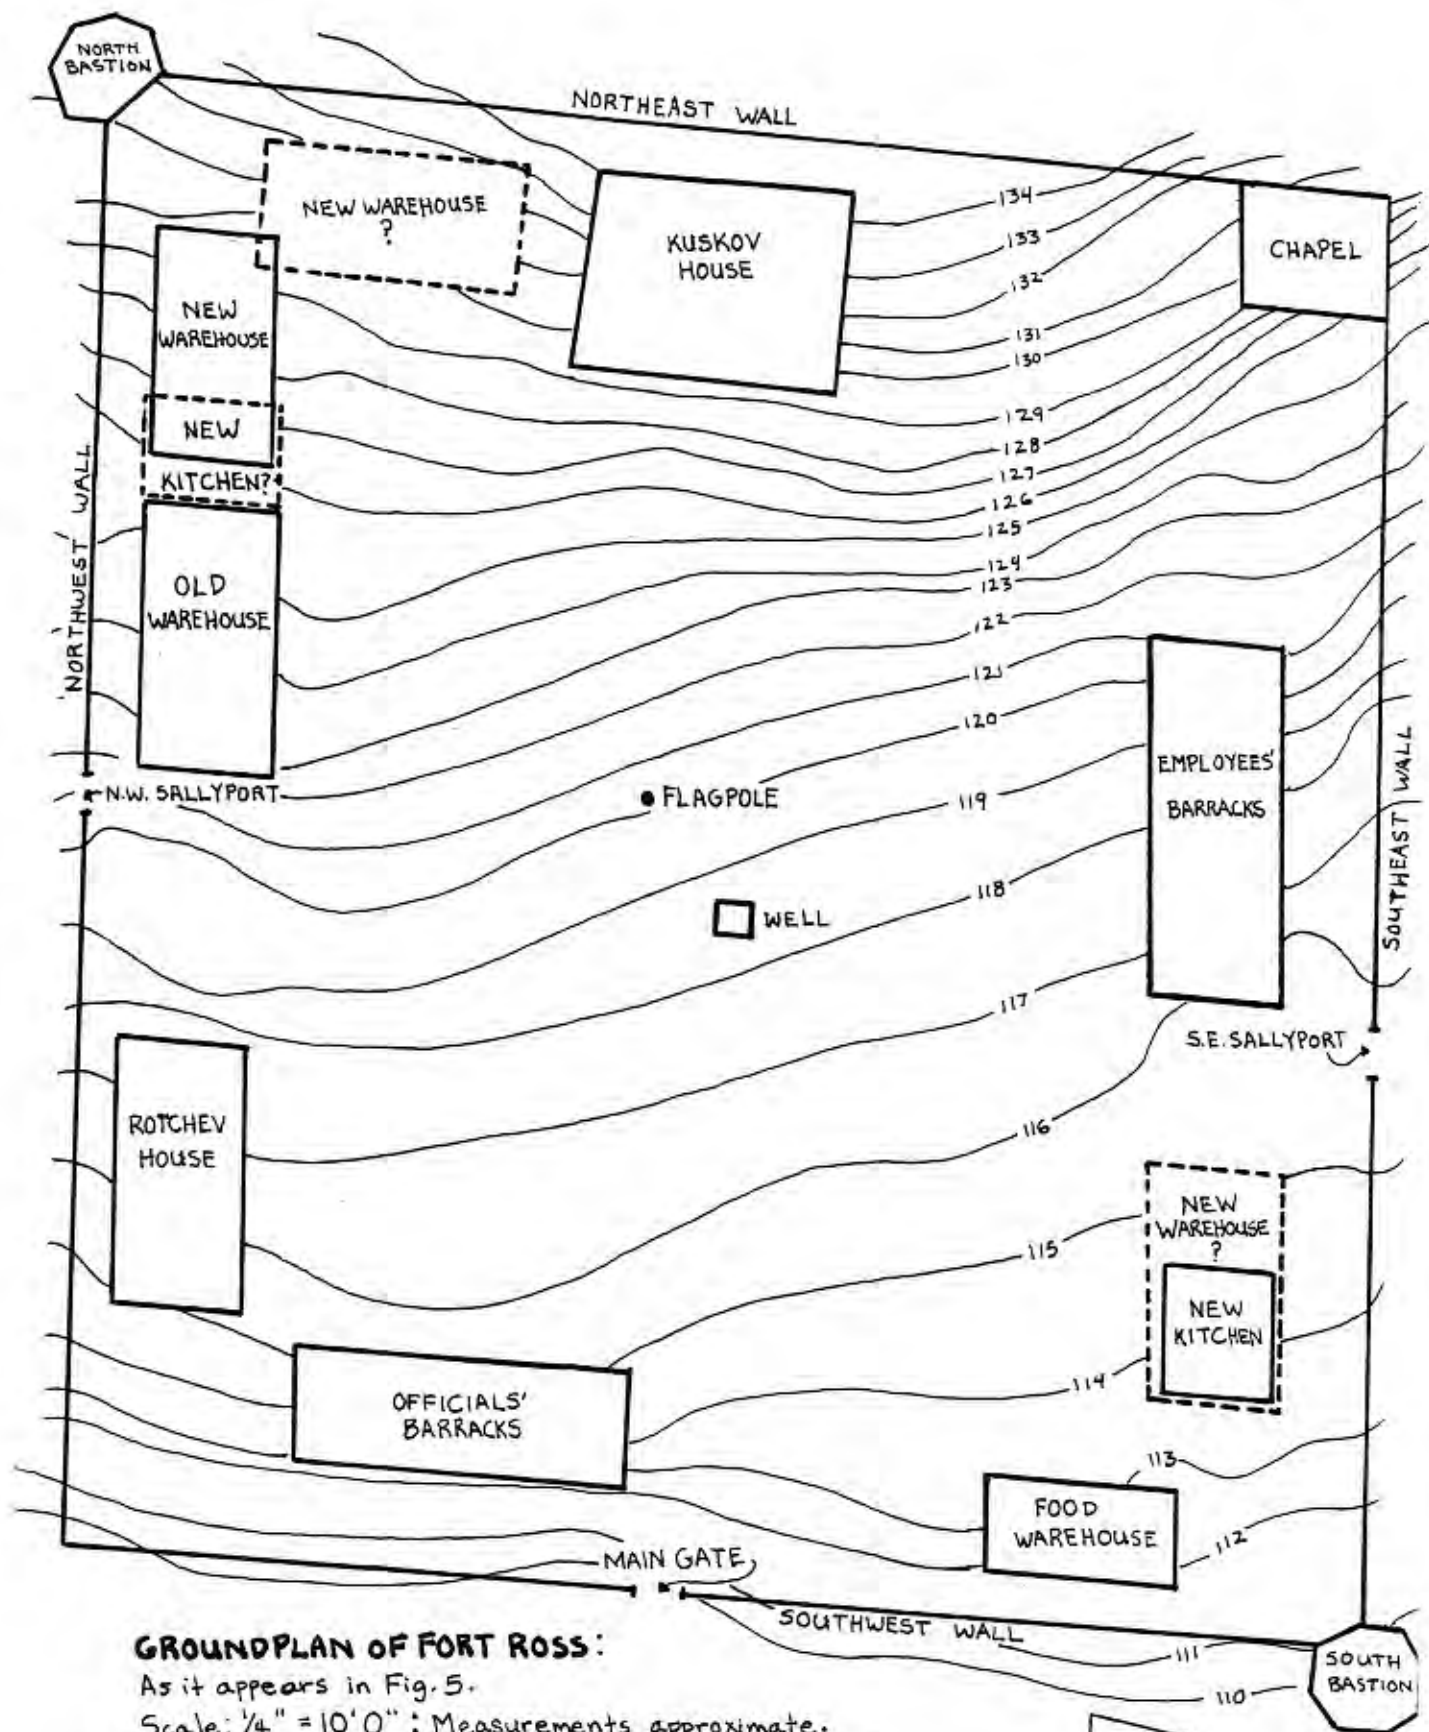 NORTH
BASTION
NORTHEAST WALL
NEW WAREHOUSE
?
KUSKOV
HOUSE
CHAPEL
134
133
132
131
130
129
128
127
126
125
124
123
122
121
120
119
118
117
116
115
114
113
112
111
110
NEW
WAREHOUSE
NEW
KITCHEN?
NORTHWEST WALL
OLD
WAREHOUSE
N.W. SALLYPORT
FLAGPOLE
WELL
EMPLOYEES'
BARRACKS
SOUTHEAST WALL
S.E. SALLYPORT
ROTCHEV
HOUSE
NEW
WAREHOUSE
?
NEW
KITCHEN
OFFICIALS'
BARRACKS
FOOD
WAREHOUSE
MAIN GATE
SOUTHWEST WALL
SOUTH
BASTION
GROUNDPLAN OF FORT ROSS:
As it appears in Fig. 5.
Scale: 1/4" = 10'0" ; Measurements approximate.